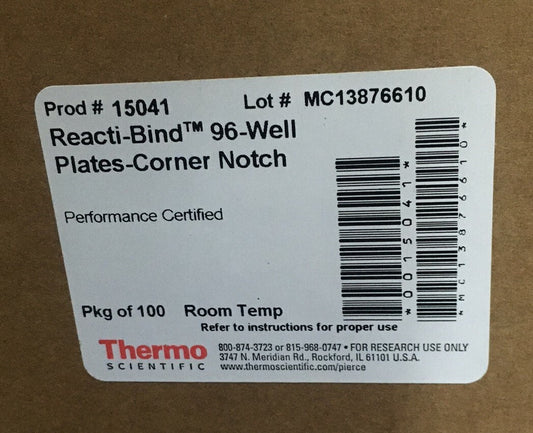 Prod # 15041 Lot # MC13876610
Reacti-Bind™ 96-Well
Plates-Corner Notch
Performance Certified
*0015041*
*MC13876610*
Pkg of 100 Room Temp
Refer to instructions for proper use
Thermo
SCIENTIFIC
800-874-3723 or 815-968-0747 • FOR RESEARCH USE ONLY
3747 N. Meridian Rd., Rockford, IL 61101 U.S.A.
www.thermoscientific.com/pierce